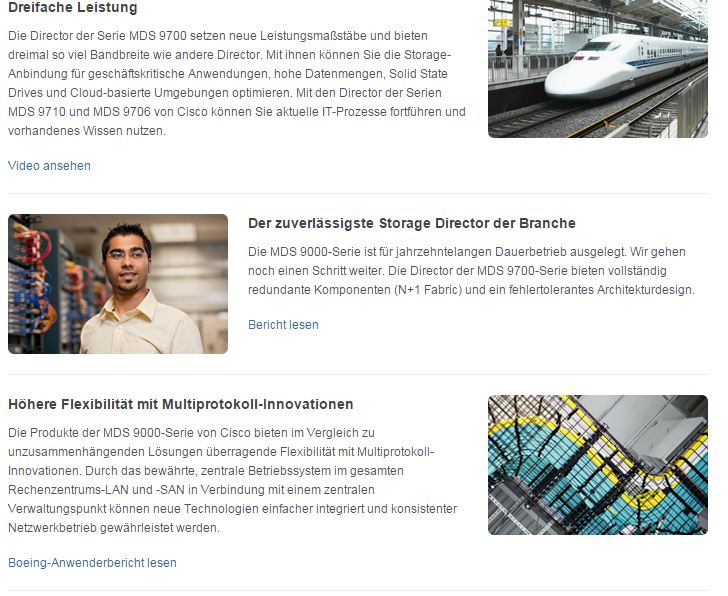 Dreifache Leistung
Die Director der Serie MDS 9700 setzen neue Leistungsmaßstäbe und bieten
dreimal so viel Bandbreite wie andere Director. Mit ihnen können Sie die Storage-
Anbindung für geschäftskritische Anwendungen, hohe Datenmengen, Solid State
Drives und Cloud-basierte Umgebungen optimieren. Mit den Director der Serien
MDS 9710 und MDS 9706 von Cisco können Sie aktuelle IT-Prozesse fortführen und
vorhandenes Wissen nutzen.
Video ansehen
Der zuverlässigste Storage Director der Branche
Die MDS 9000-Serie ist für jahrzehntelangen Dauerbetrieb ausgelegt. Wir gehen
noch einen Schritt weiter. Die Director der MDS 9700-Serie bieten vollständig
redundante Komponenten (N+1 Fabric) und ein fehlertolerantes Architekturdesign.
Bericht lesen
Höhere Flexibilität mit Multiprotokoll-Innovationen
Die Produkte der MDS 9000-Serie von Cisco bieten im Vergleich zu
unzusammenhängenden Lösungen überragende Flexibilität mit Multiprotokoll-
Innovationen. Durch das bewährte, zentrale Betriebssystem im gesamten
Rechenzentrums-LAN und -SAN in Verbindung mit einem zentralen
Verwaltungspunkt können neue Technologien einfacher integriert und konsistenter
Netzwerkbetrieb gewährleistet werden.
Boeing-Anwenderbericht lesen